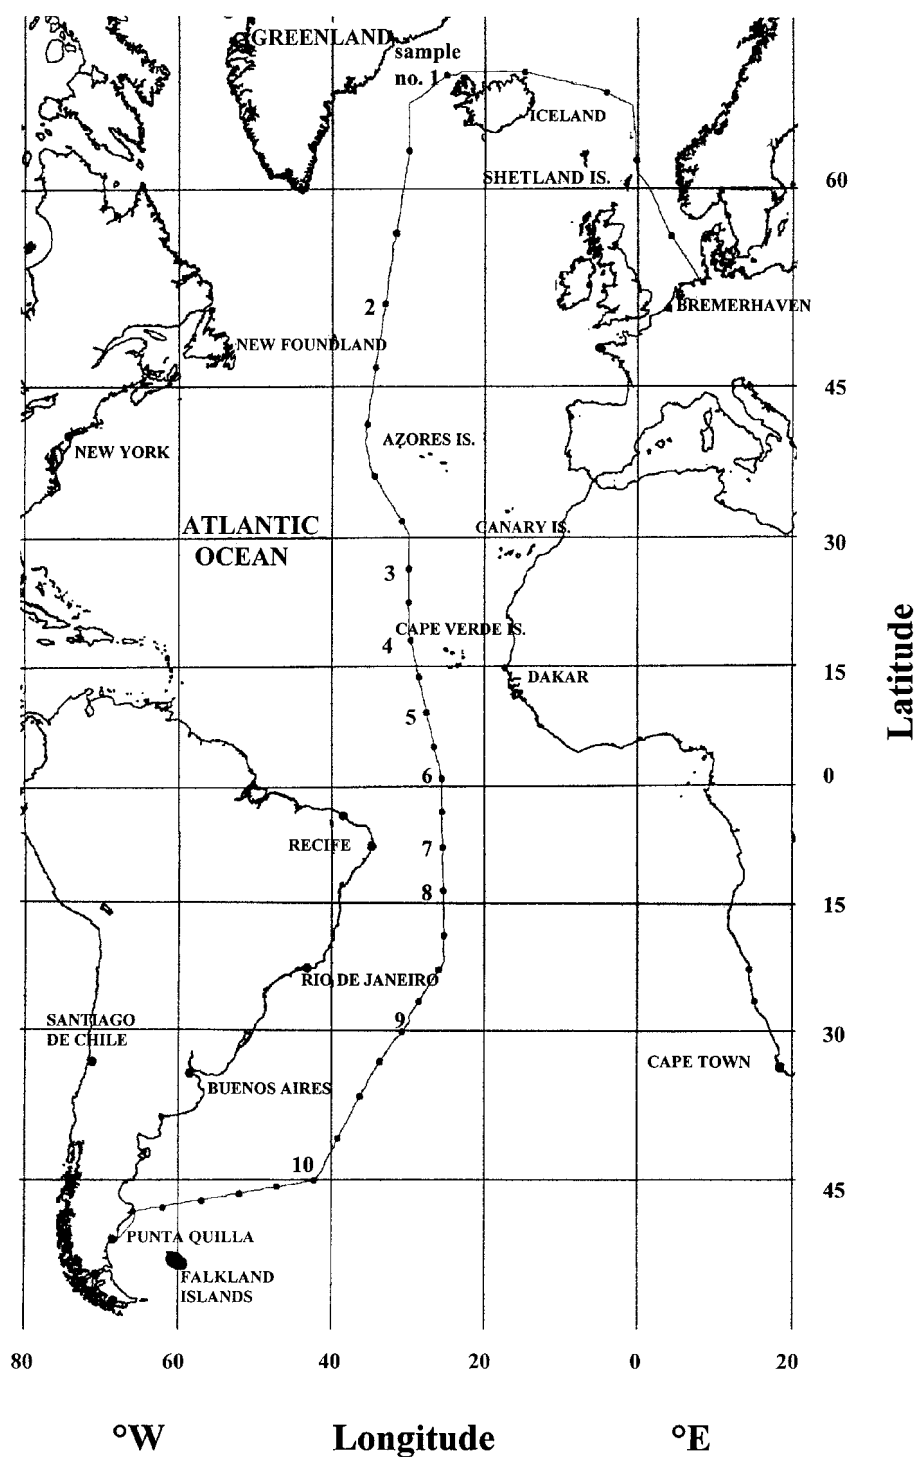 GREENLAND
sample
no. 1
ICELAND
SHETLAND IS.
60
2
BREMERHAVEN
NEW FOUNDLAND
45
AZORES IS.
NEW YORK
ATLANTIC
OCEAN
CANARY IS.
30
3
CAPE VERDE IS.
4
15
DAKAR
Latitude
5
6
0
RECIFE
7
8
15
RIO DE JANEIRO
SANTIAGO
DE CHILE
9
30
CAPE TOWN
BUENOS AIRES
10
45
PUNTA QUILLA
FALKLAND
ISLANDS
80 60 40 20 0 20
°W Longitude °E